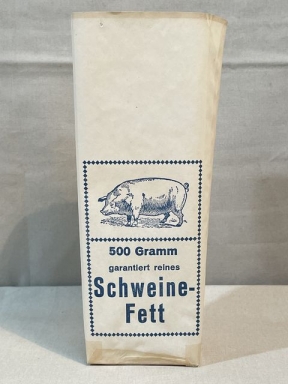 500 Gramm
garantiert reines
Schweine-
Fett